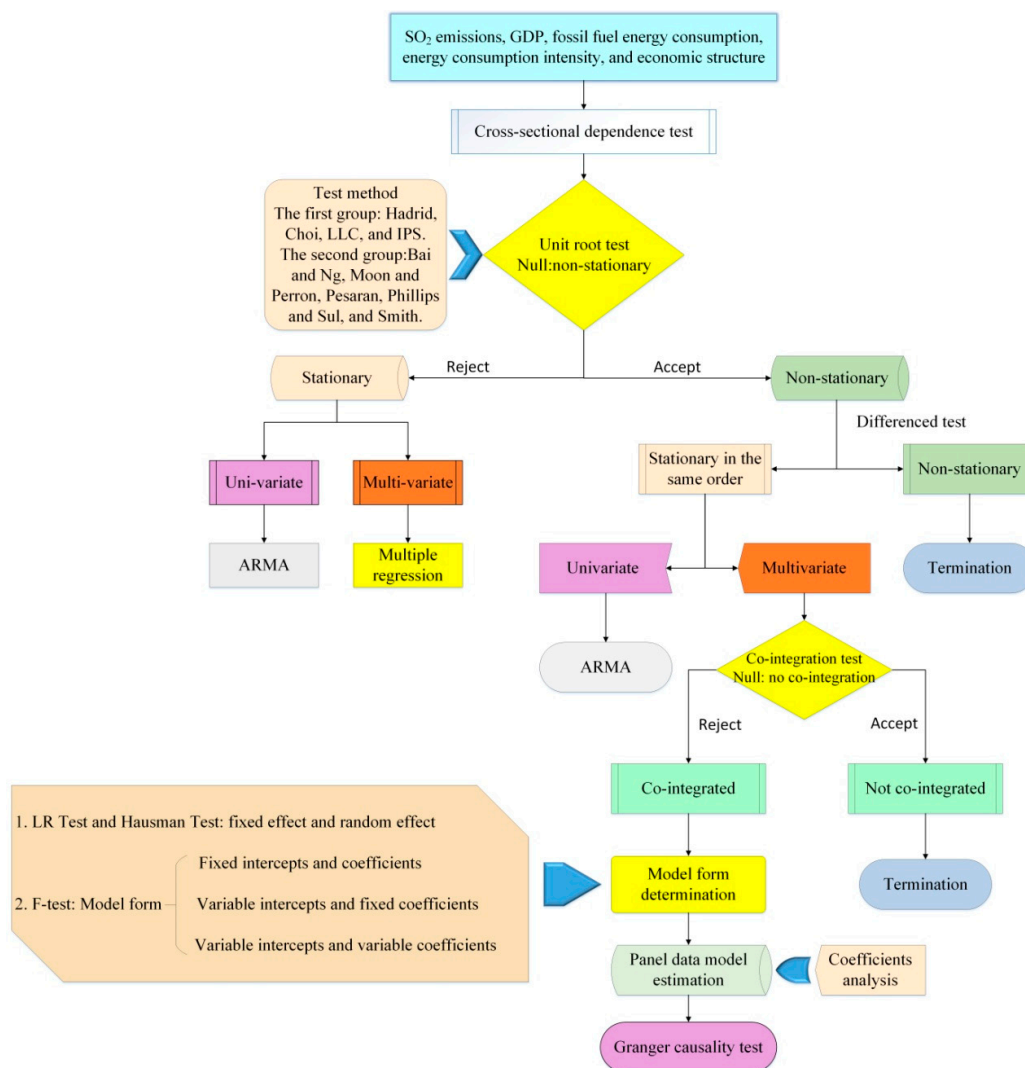 SO₂ emissions, GDP, fossil fuel energy consumption,
energy consumption intensity, and economic structure
Cross-sectional dependence test
Test method
The first group: Hadrid,
Choi, LLC, and IPS.
The second group:Bai
and Ng, Moon and
Perron, Pesaran, Phillips
and Sul, and Smith.
Unit root test
Null:non-stationary
Reject
Accept
Stationary
Non-stationary
Differenced test
Uni-variate
Multi-variate
Stationary in the
same order
Non-stationary
ARMA
Multiple
regression
Univariate
Multivariate
Termination
ARMA
Co-integration test
Null: no co-integration
Reject
Accept
Co-integrated
Not co-integrated
1. LR Test and Hausman Test: fixed effect and random effect
Fixed intercepts and coefficients
2. F-test: Model form
Variable intercepts and fixed coefficients
Variable intercepts and variable coefficients
Model form
determination
Termination
Panel data model
estimation
Coefficients
analysis
Granger causality test